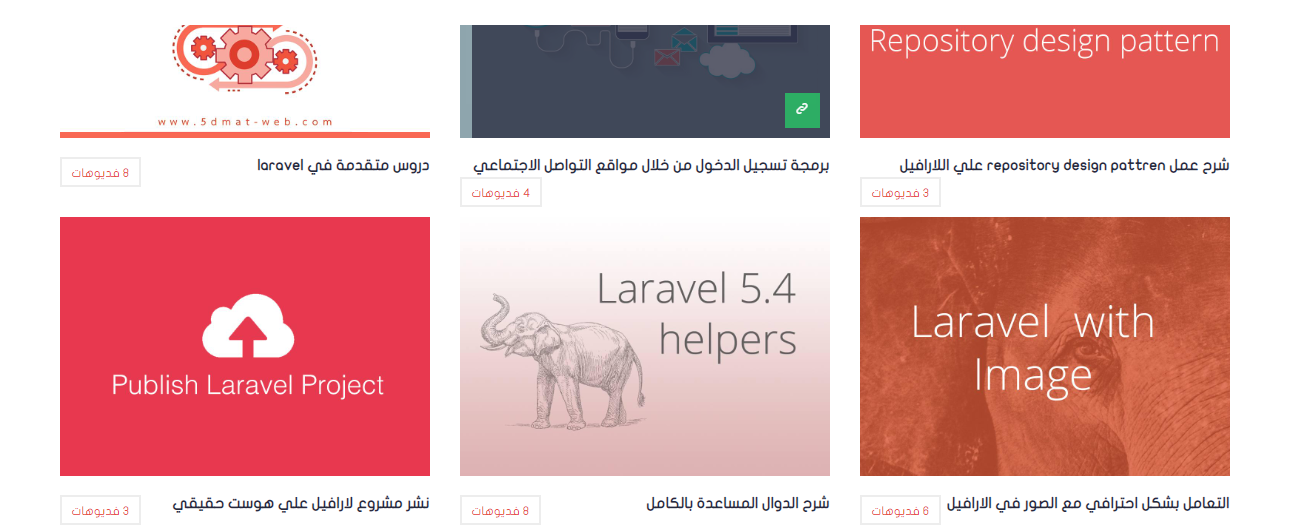 Repository design pattern
www.5dmat-web.com
شرح عمل repository design pattren علي اللارافيل
3 فديوهات
برمجة تسجيل الدخول من خلال مواقع التواصل الاجتماعي
4 فديوهات
دروس متقدمة في laravel
8 فديوهات
Laravel with
Image
Laravel 5.4
helpers
Publish Laravel Project
التعامل بشكل احترافي مع الصور في الارافيل
6 فديوهات
شرح الدوال المساعدة بالكامل
8 فديوهات
نشر مشروع لارافيل علي هوست حقيقي
3 فديوهات